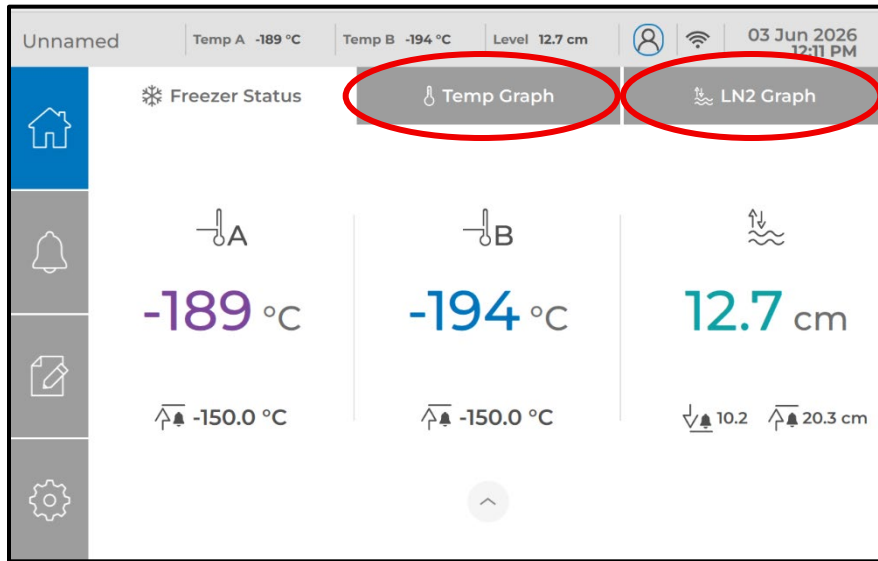 Unnamed Temp A -189 °C Temp B -194 °C Level 12.7 cm 03 Jun 2026
12:11 PM
Freezer Status Temp Graph LN2 Graph
A B
-189 °C -194 °C 12.7 cm
-150.0 °C -150.0 °C 10.2 20.3 cm